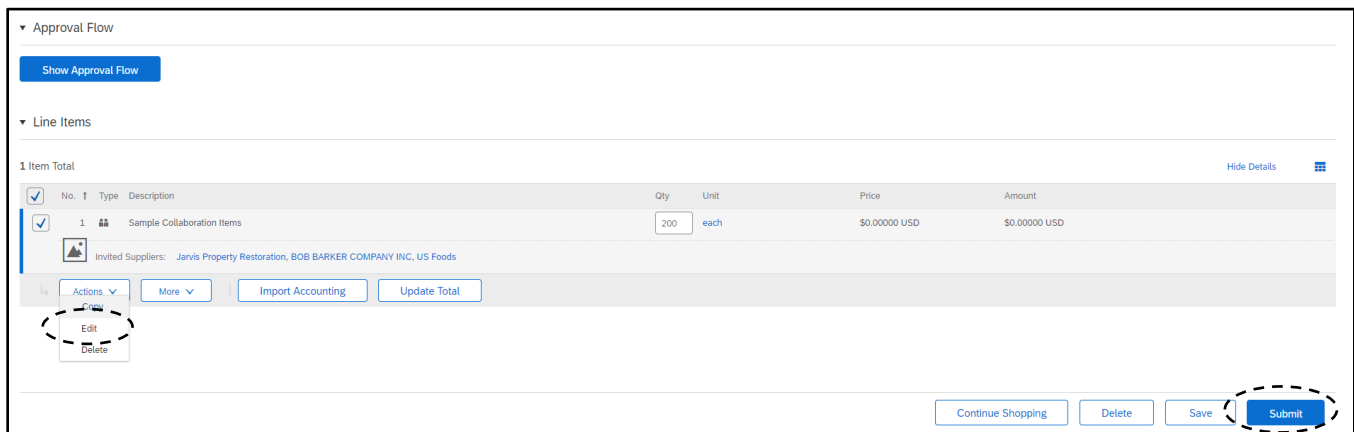 Approval Flow
Show Approval Flow
Line Items
1 Item Total
Hide Details
No. ↑ Type Description Qty Unit Price Amount
1 Sample Collaboration Items 200 each $0.00000 USD $0.00000 USD
Invited Suppliers: Jarvis Property Restoration, BOB BARKER COMPANY INC, US Foods
Actions More Import Accounting Update Total
Copy
Edit
Delete
Continue Shopping Delete Save Submit